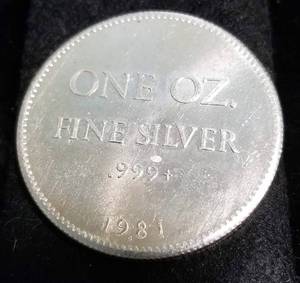 ONE OZ.
FINE SILVER
.999+
1981